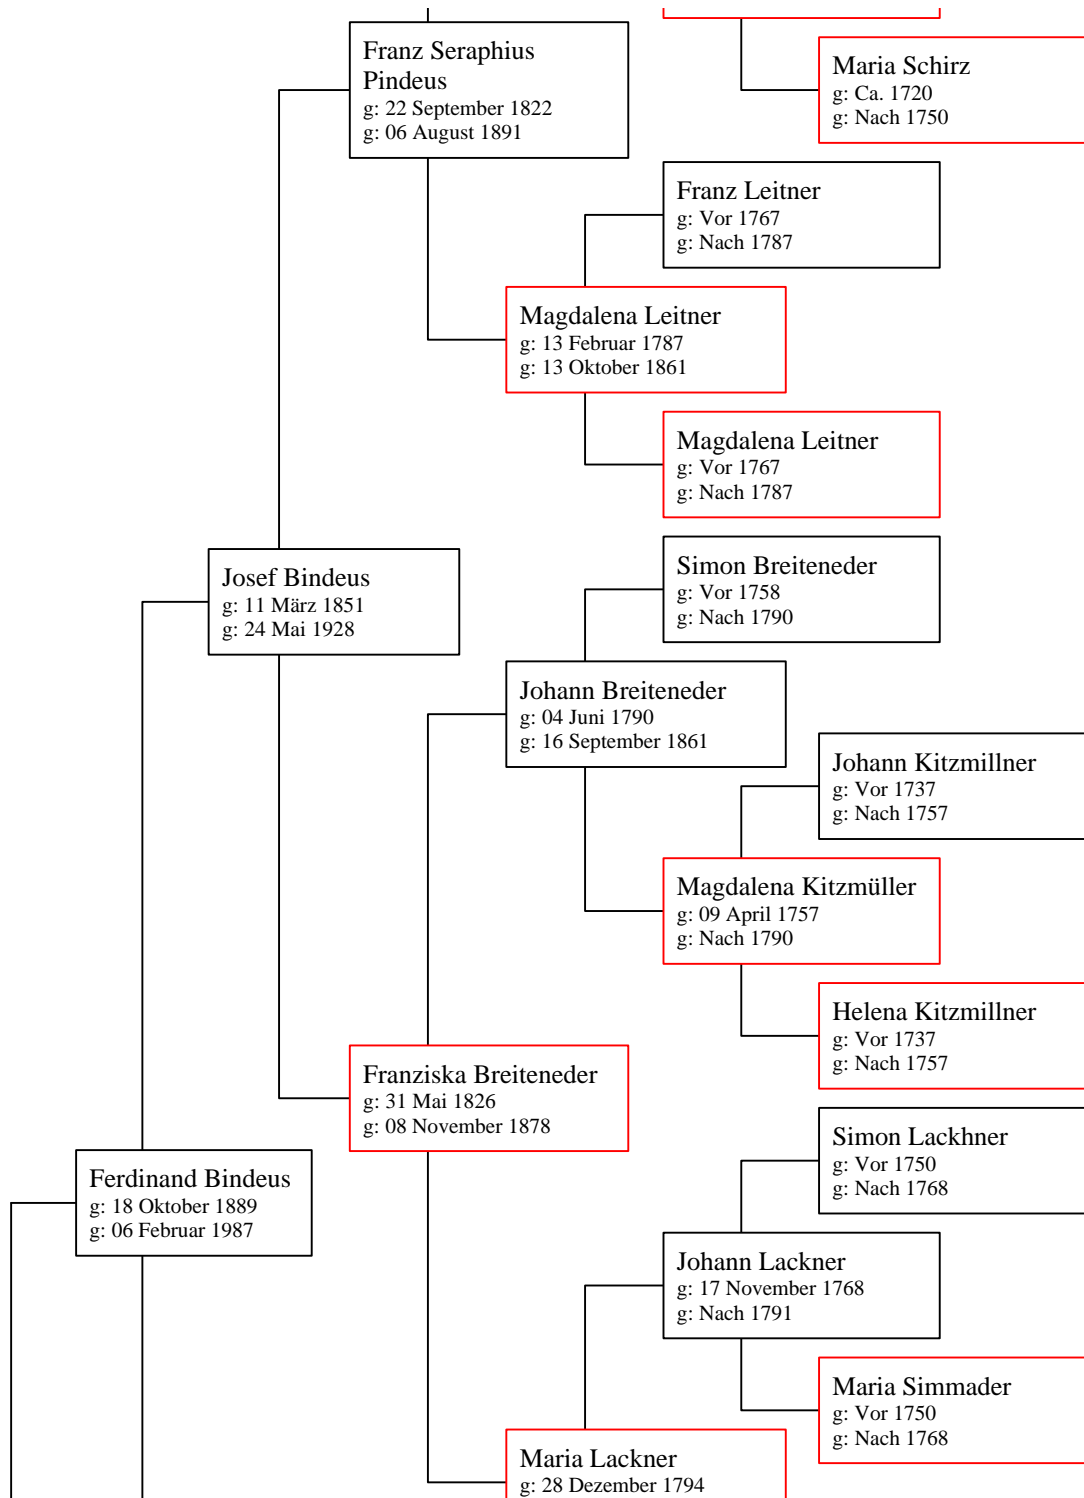 Franz Seraphius
Pindeus
g: 22 September 1822
g: 06 August 1891
Maria Schirz
g: Ca. 1720
g: Nach 1750
Franz Leitner
g: Vor 1767
g: Nach 1787
Magdalena Leitner
g: 13 Februar 1787
g: 13 Oktober 1861
Magdalena Leitner
g: Vor 1767
g: Nach 1787
Simon Breiteneder
g: Vor 1758
g: Nach 1790
Josef Bindeus
g: 11 März 1851
g: 24 Mai 1928
Johann Breiteneder
g: 04 Juni 1790
g: 16 September 1861
Johann Kitzmillner
g: Vor 1737
g: Nach 1757
Magdalena Kitzmüller
g: 09 April 1757
g: Nach 1790
Helena Kitzmillner
g: Vor 1737
g: Nach 1757
Franziska Breiteneder
g: 31 Mai 1826
g: 08 November 1878
Simon Lackhner
g: Vor 1750
g: Nach 1768
Ferdinand Bindeus
g: 18 Oktober 1889
g: 06 Februar 1987
Johann Lackner
g: 17 November 1768
g: Nach 1791
Maria Simmader
g: Vor 1750
g: Nach 1768
Maria Lackner
g: 28 Dezember 1794